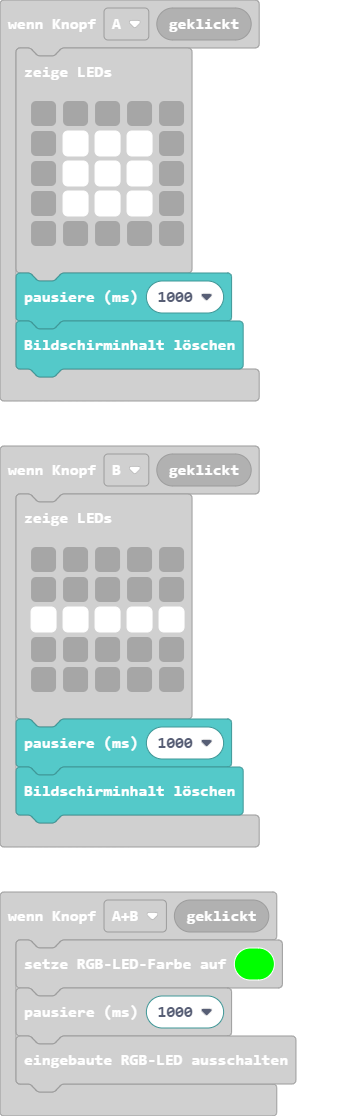 wenn Knopf A geklickt
zeige LEDs
pausiere (ms) 1000
Bildschirminhalt löschen
wenn Knopf B geklickt
zeige LEDs
pausiere (ms) 1000
Bildschirminhalt löschen
wenn Knopf A+B geklickt
setze RGB-LED-Farbe auf
pausiere (ms) 1000
eingebaute RGB-LED ausschalten